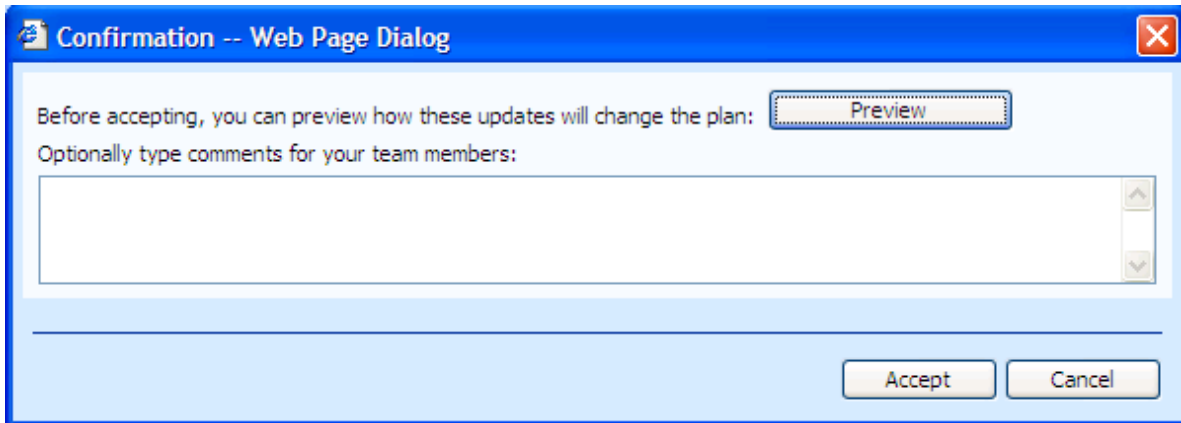 Confirmation -- Web Page Dialog
Before accepting, you can preview how these updates will change the plan: Preview
Optionally type comments for your team members:
Accept Cancel